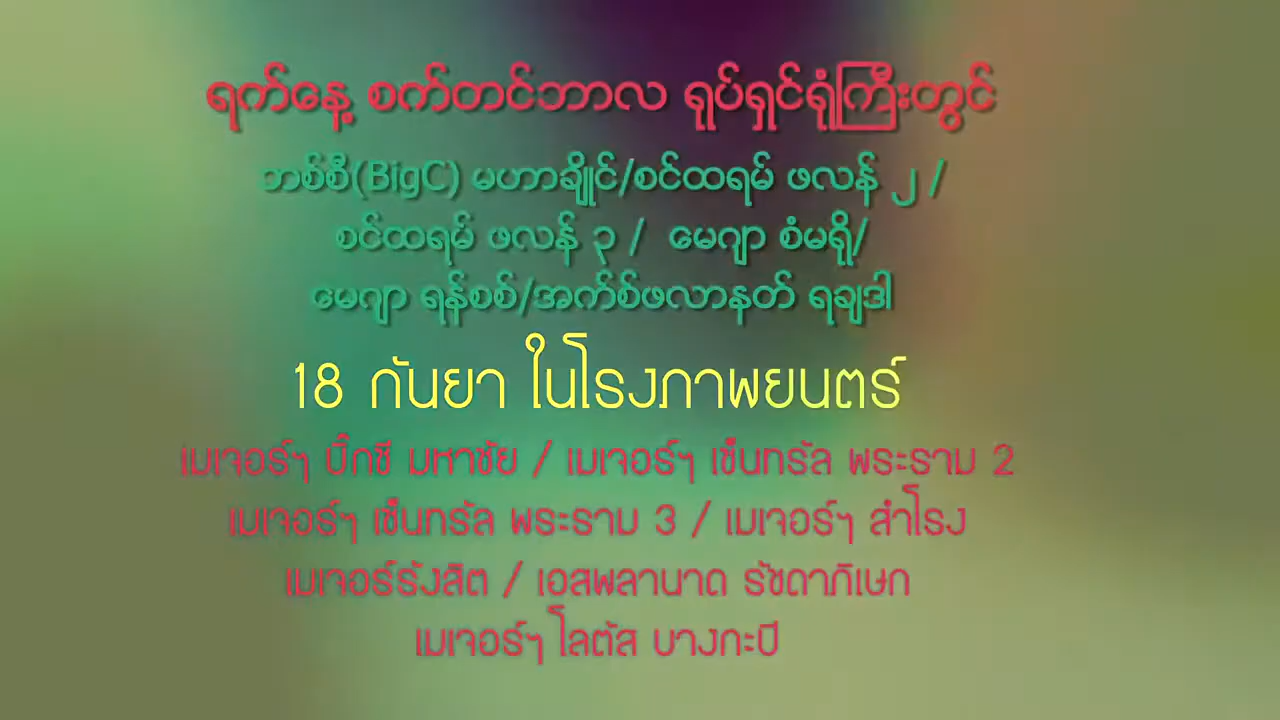 ရက်နေ့ စက်တင်ဘာလ ရုပ်ရှင်ရုံကြီးတွင်
ဘစ်စီ(BigC) မဟာချိုင်/စင်ထရမ် ဖလန် ၂ /
စင်ထရမ် ဖလန် ၃ / မေဂျာ စံမရို/
မေဂျာ ရန်စစ်/အက်စ်ဖလာနတ် ရချဒါ
18 กันยา ในโรงภาพยนตร์
เมเจอร์ๆ บิ๊กซี มหาชัย / เมเจอร์ๆ เซ็นทรัล พระราม 2
เมเจอร์ๆ เซ็นทรัล พระราม 3 / เมเจอร์ๆ สำโรง
เมเจอร์รังสิต / เอสพลานาด รัชดาภิเษก
เมเจอร์ๆ โลตัส บางกะปิ